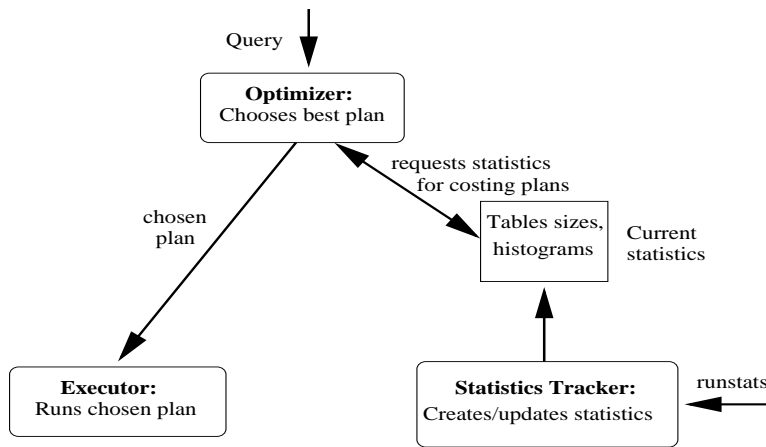 Query
Optimizer:
Chooses best plan
requests statistics
for costing plans
chosen
plan
Tables sizes,
histograms
Current
statistics
Executor:
Runs chosen plan
Statistics Tracker:
Creates/updates statistics
runstats